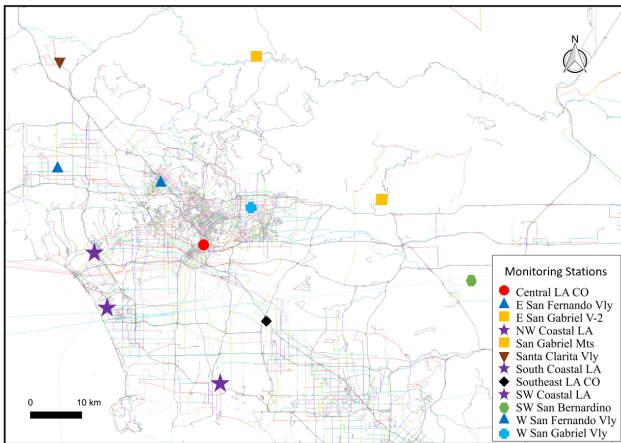 N
Monitoring Stations
Central LA CO
E San Fernando Vly
E San Gabriel V-2
NW Coastal LA
San Gabriel Mts
Santa Clarita Vly
South Coastal LA
Southeast LA CO
SW Coastal LA
SW San Bernardino
W San Fernando Vly
W San Gabriel Vly
0 10 km